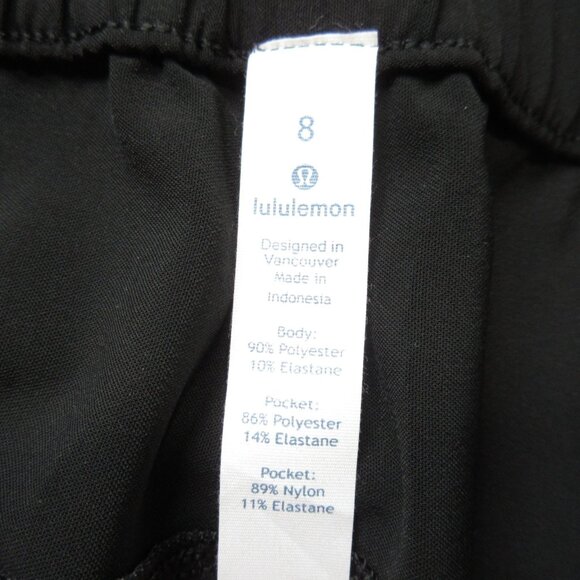 8
lululemon
Designed in
Vancouver
Made in
Indonesia
Body:
90% Polyester
10% Elastane
Pocket:
86% Polyester
14% Elastane
Pocket:
89% Nylon
11% Elastane